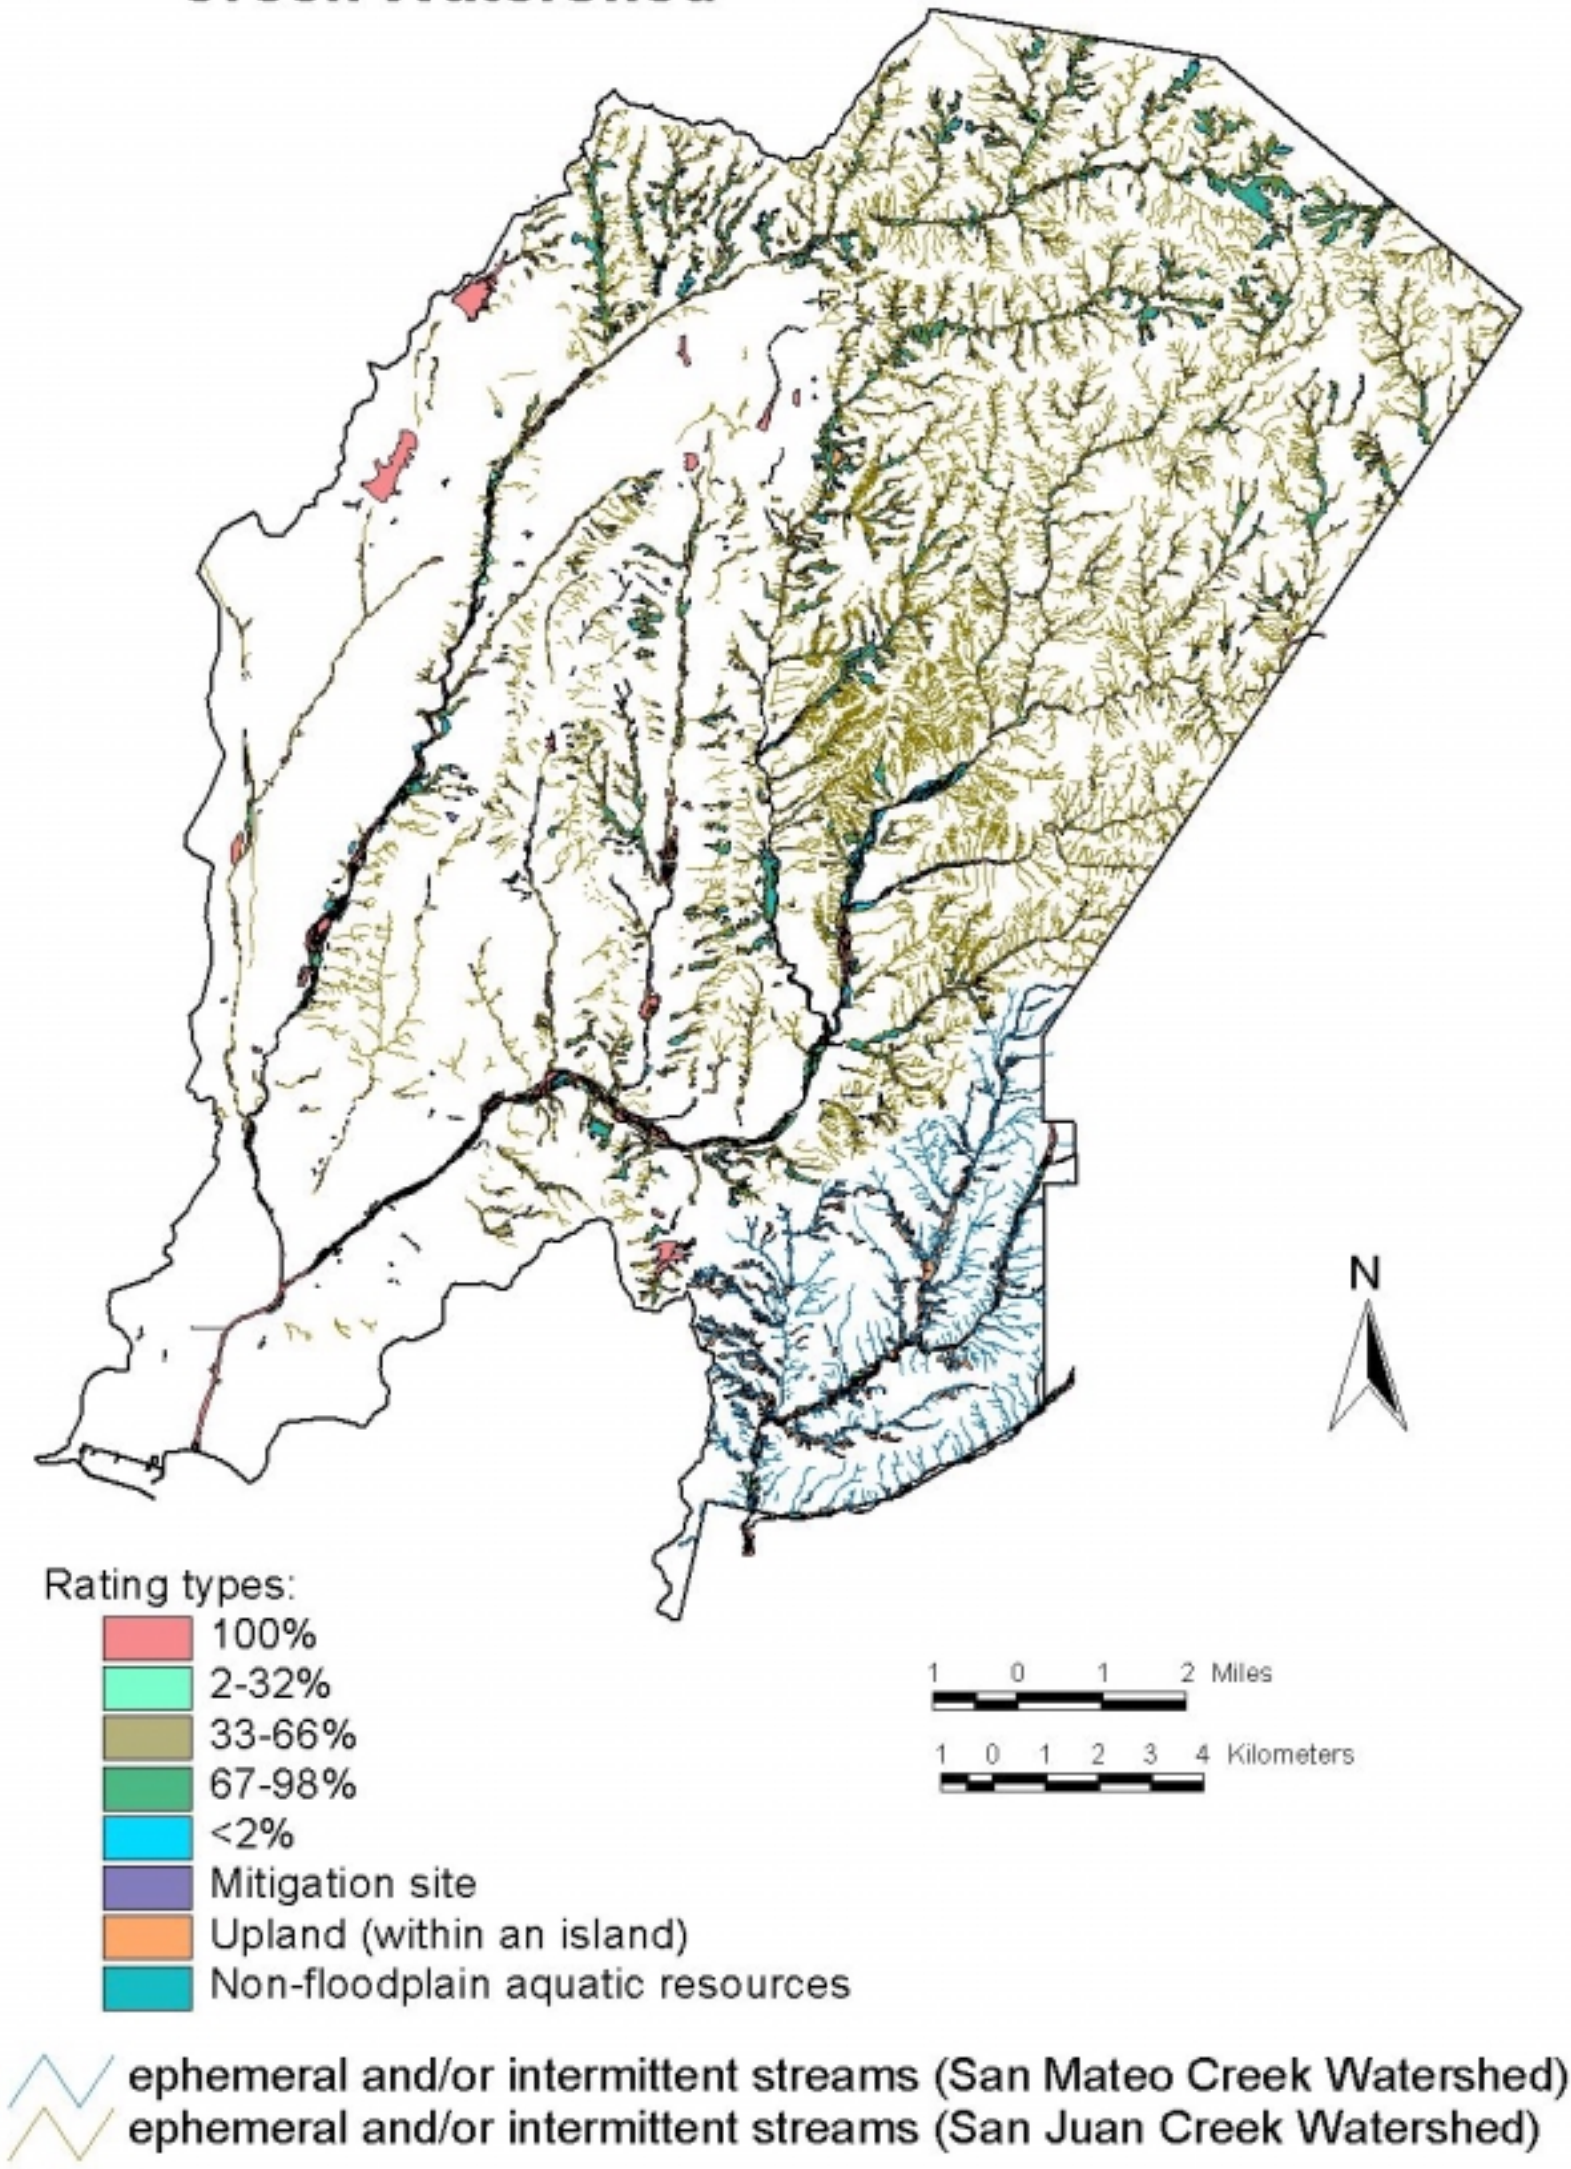 Creek Watershed
N
Rating types:
100%
2-32%
33-66%
67-98%
<2%
Mitigation site
Upland (within an island)
Non-floodplain aquatic resources
1 0 1 2 Miles
1 0 1 2 3 4 Kilometers
ephemeral and/or intermittent streams (San Mateo Creek Watershed)
ephemeral and/or intermittent streams (San Juan Creek Watershed)